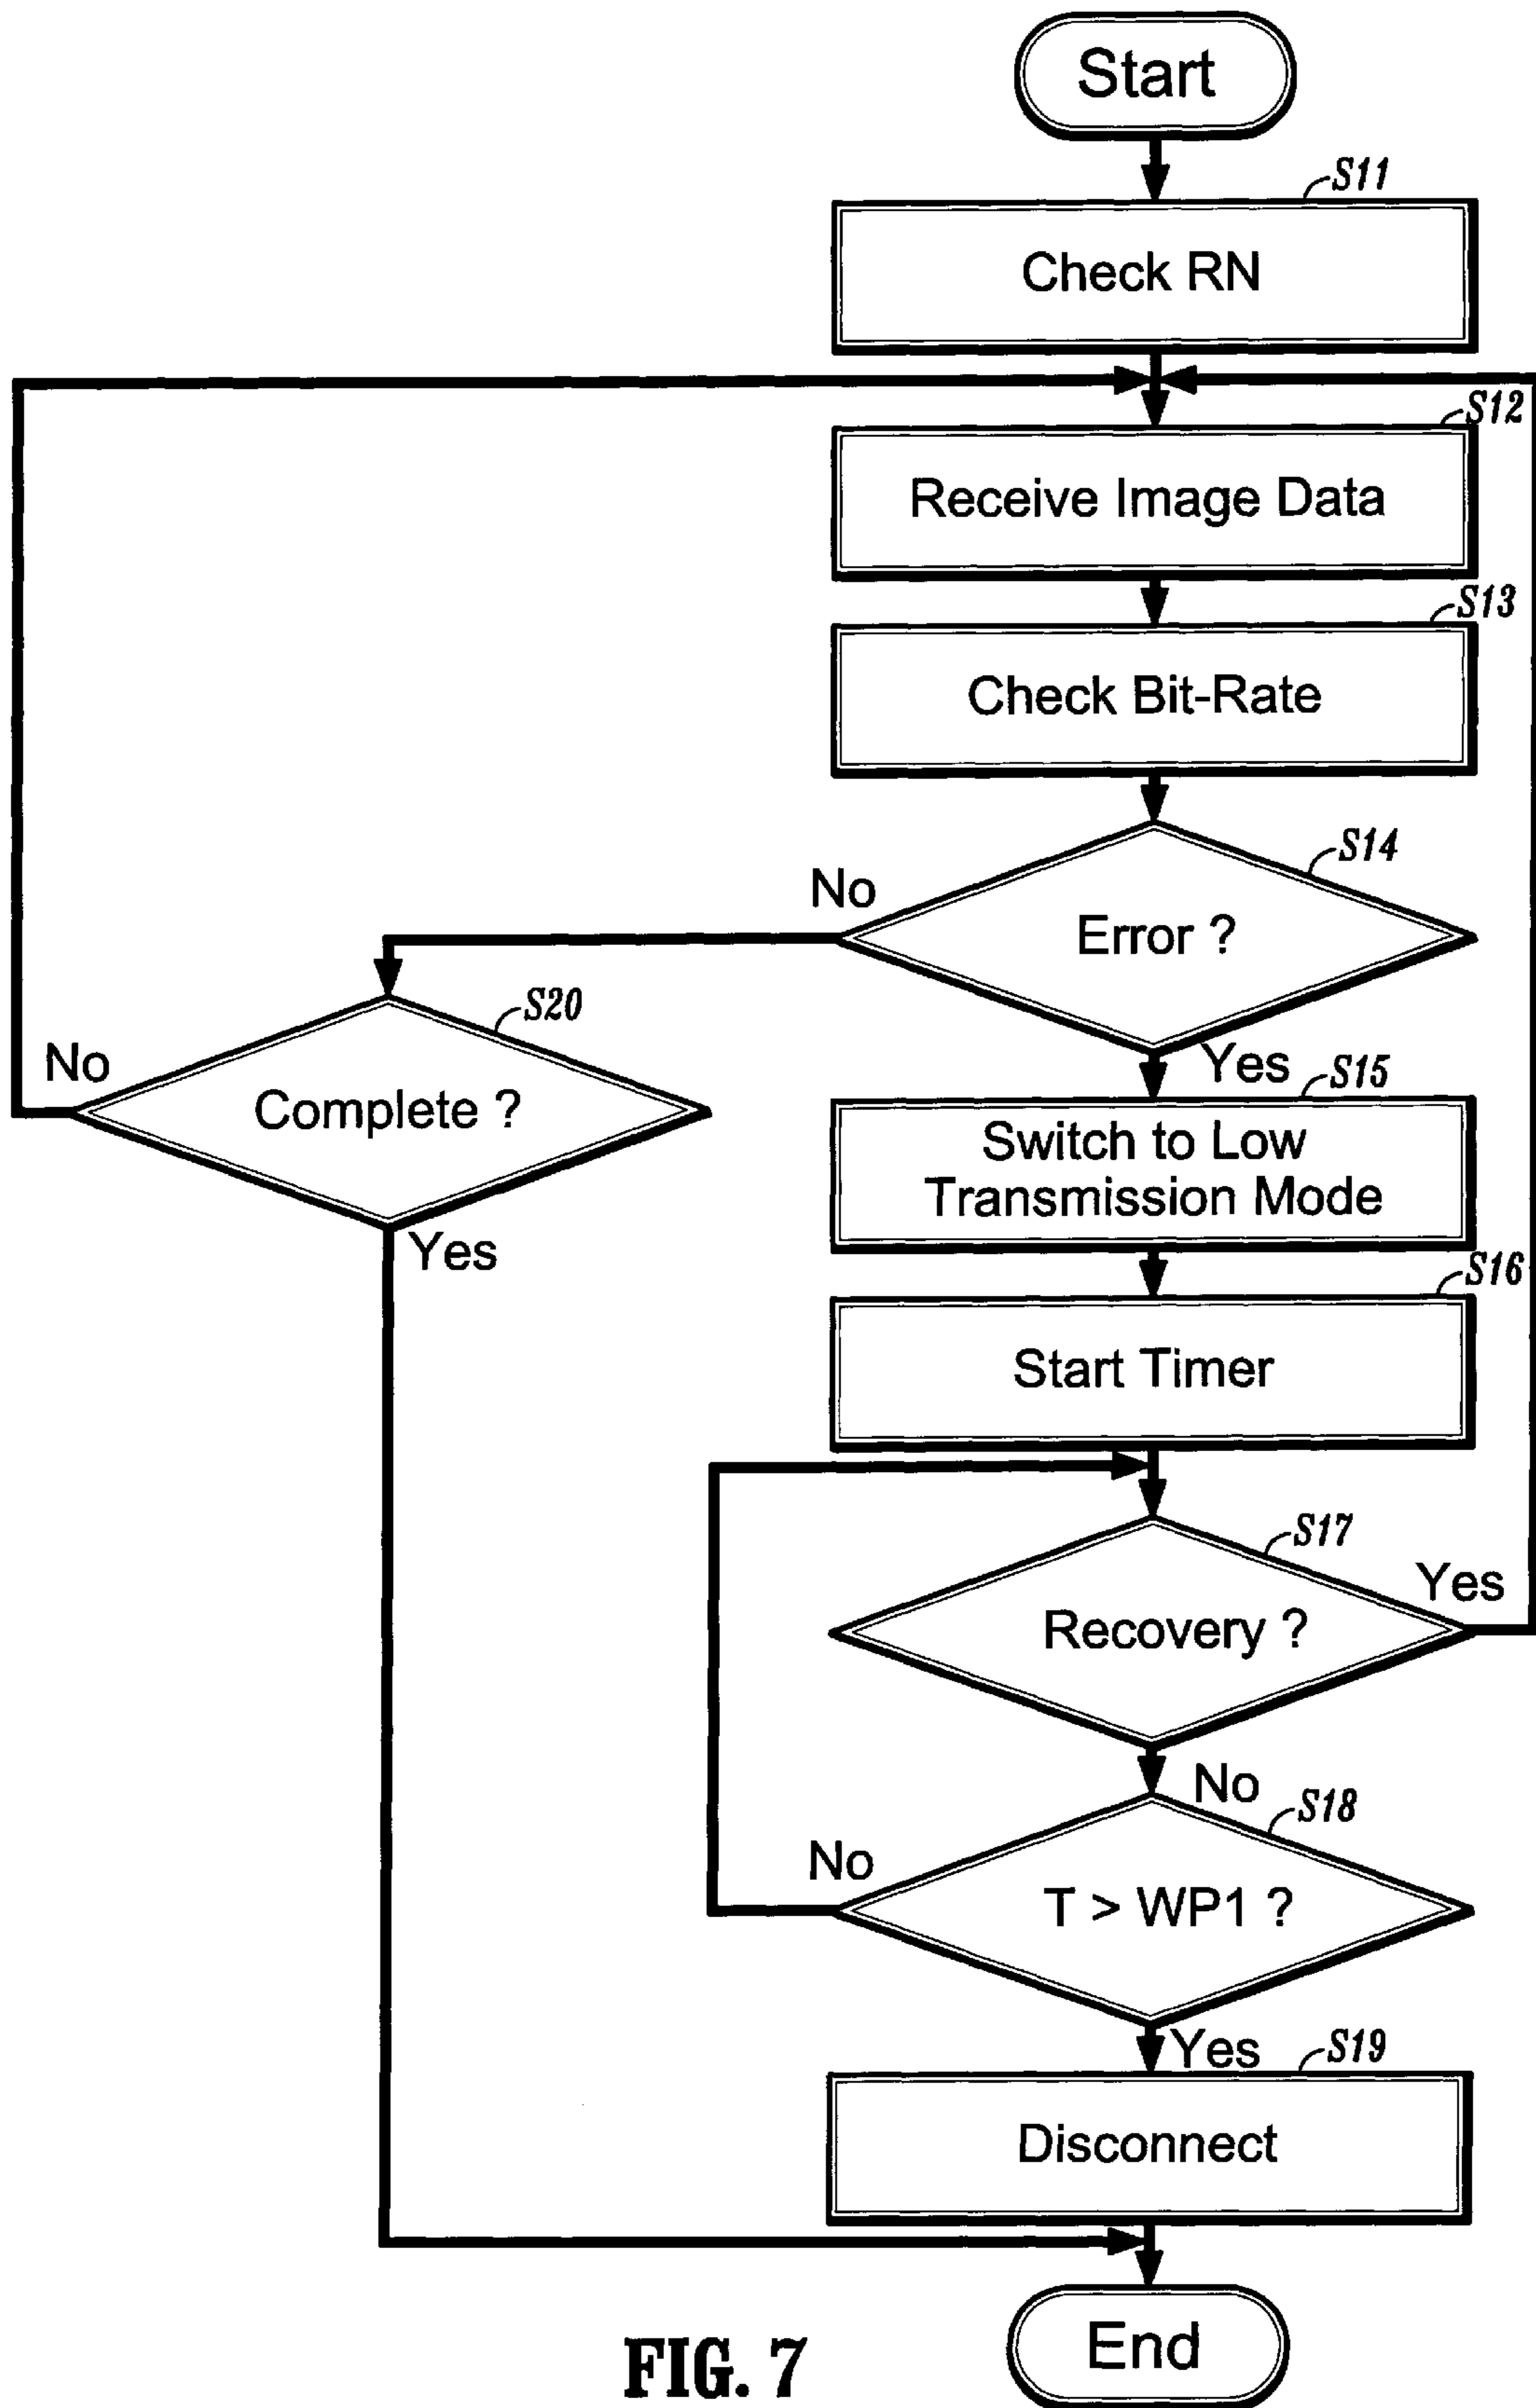 Start
S11
Check RN
S12
Receive Image Data
S13
Check Bit-Rate
S14
No
Error ?
S20
No
Complete ?
Yes
Yes
S15
Switch to Low
Transmission Mode
S16
Start Timer
S17
Yes
Recovery ?
No
S18
No
T > WP1 ?
Yes
S19
Disconnect
End
FIG. 7